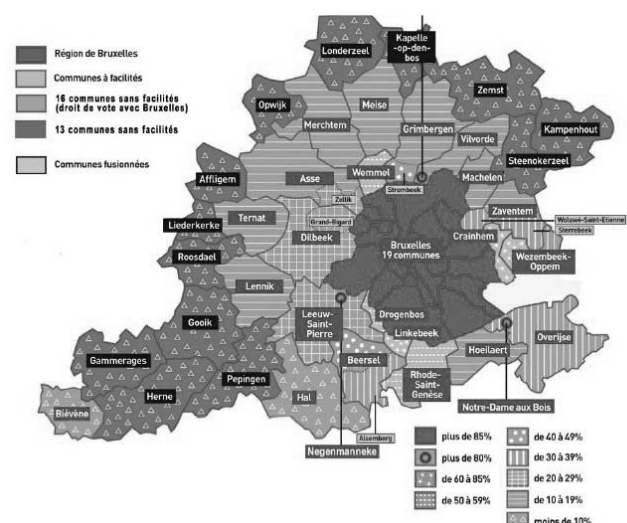 Région de Bruxelles
Communes à facilités
16 communes sans facilités
(droit de vote avec Bruxelles)
13 communes sans facilités
Communes fusionnées
Londerzeel
Kapelle
-op-den-
bos
Zemst
Opwijk
Meise
Merchtem
Grimbergen
Kampenhout
Vilvorde
Steenokerzeel
Affligem
Asse
Wemmel
Machelen
Strombeek
Zellik
Zaventem
Woluwé-Saint-Etienne
Sterrebeek
Liederkerke
Ternat
Grand-Bigard
Dilbeek
Bruxelles
19 communes
Crainhem
Wezembeek-
Oppem
Roosdael
Lennik
Gooik
Leeuw-
Saint-
Pierre
Drogenbos
Linkebeek
Hoeilaert
Overijse
Gammerages
Beersel
Rhode-
Saint-
Genèse
Herne
Pepingen
Hal
Notre-Dame aux Bois
Biévène
Alsemberg
Negenmanneke
plus de 85%
plus de 80%
de 60 à 85%
de 50 à 59%
de 40 à 49%
de 30 à 39%
de 20 à 29%
de 10 à 19%
moins de 10%